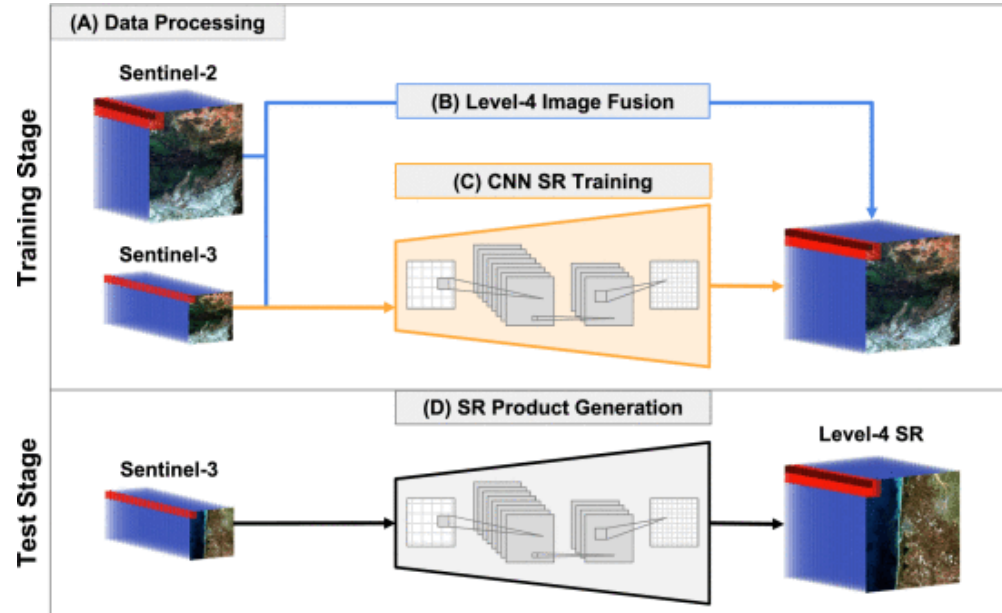 (A) Data Processing
Sentinel-2
(B) Level-4 Image Fusion
(C) CNN SR Training
Sentinel-3
Training Stage
(D) SR Product Generation
Sentinel-3
Level-4 SR
Test Stage